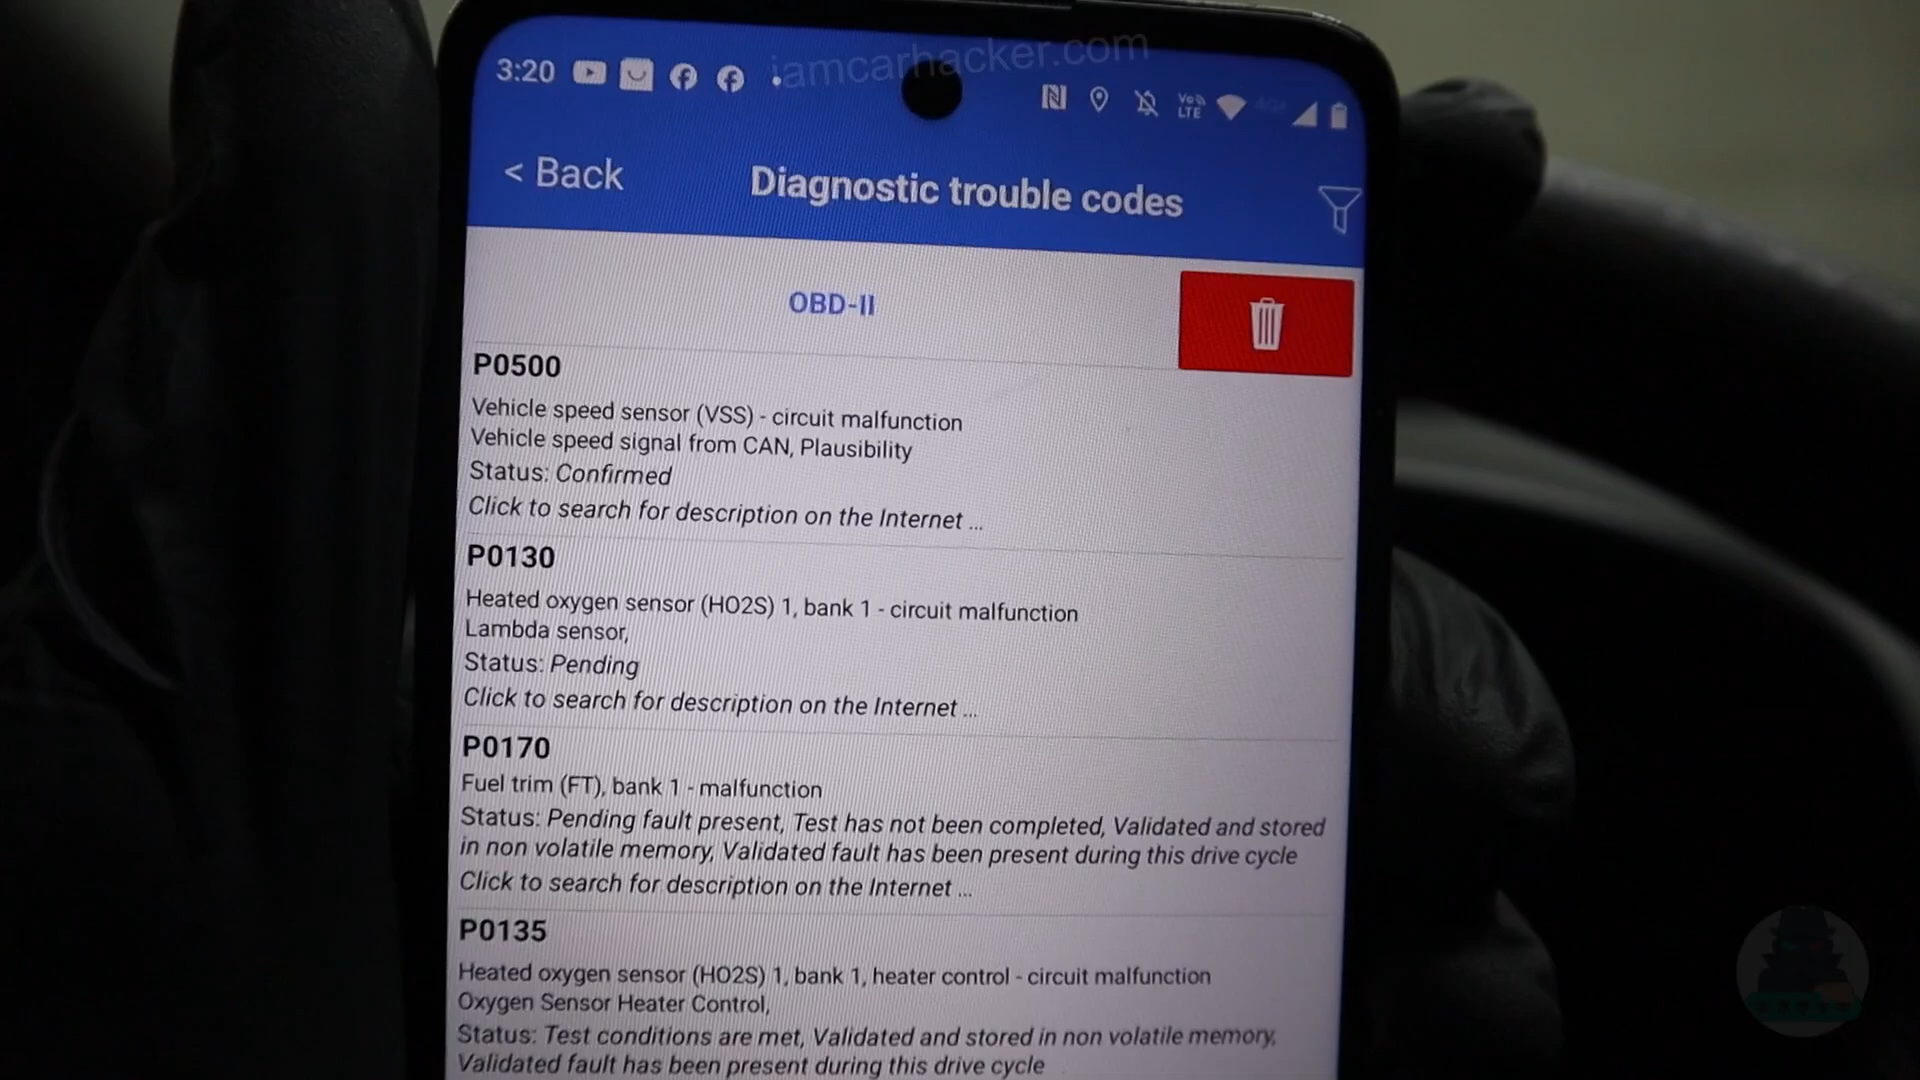 iamcarhacker.com
3:20
Vo LTE
< Back
Diagnostic trouble codes
OBD-II
P0500
Vehicle speed sensor (VSS) - circuit malfunction
Vehicle speed signal from CAN, Plausibility
Status: Confirmed
Click to search for description on the Internet ...
P0130
Heated oxygen sensor (HO2S) 1, bank 1 - circuit malfunction
Lambda sensor,
Status: Pending
Click to search for description on the Internet ...
P0170
Fuel trim (FT), bank 1 - malfunction
Status: Pending fault present, Test has not been completed, Validated and stored
in non volatile memory, Validated fault has been present during this drive cycle
Click to search for description on the Internet ...
P0135
Heated oxygen sensor (HO2S) 1, bank 1, heater control - circuit malfunction
Oxygen Sensor Heater Control,
Status: Test conditions are met, Validated and stored in non volatile memory,
Validated fault has been present during this drive cycle